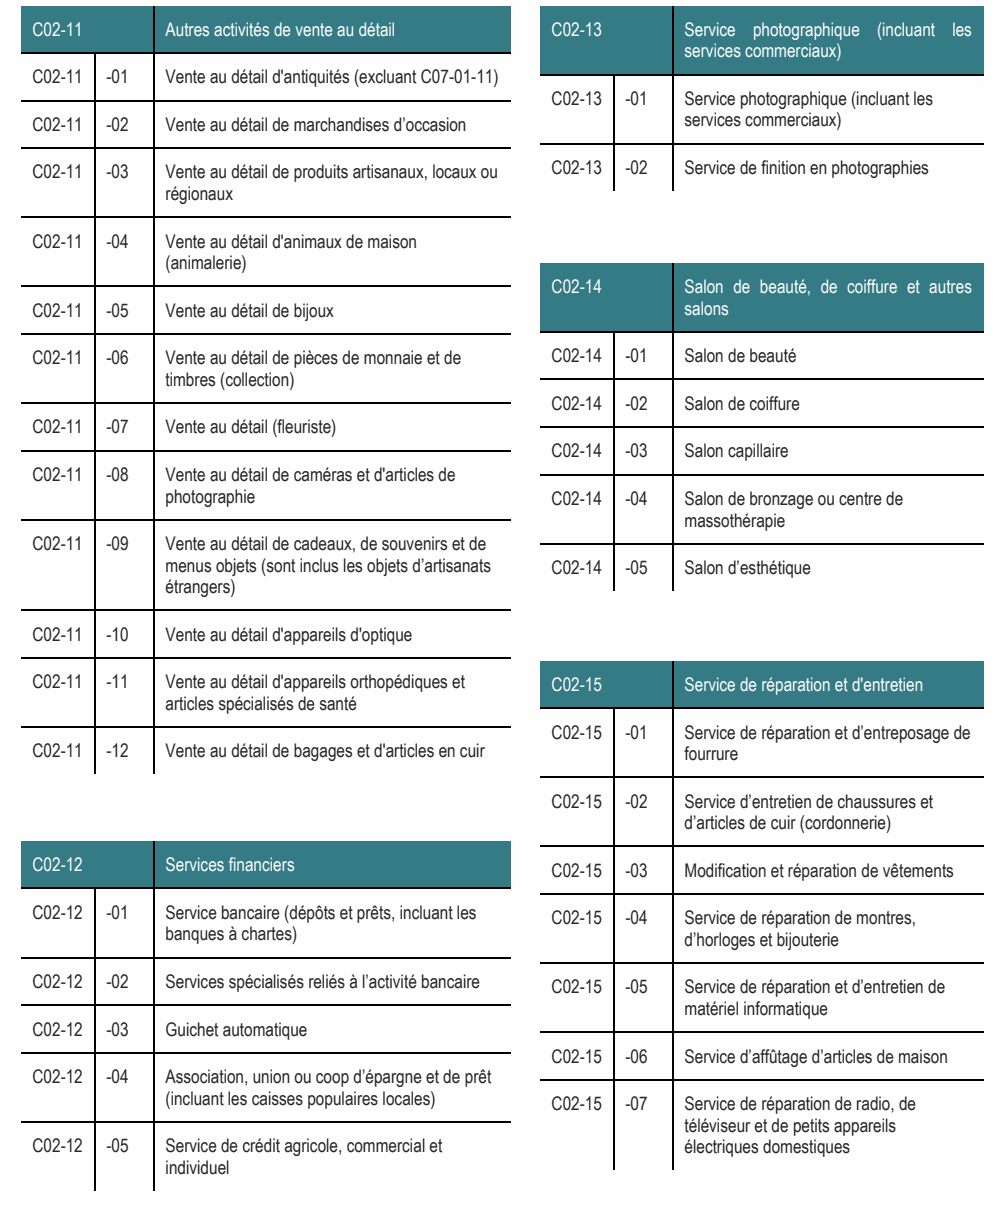 C02-11 Autres activités de vente au détail
C02-11 -01 Vente au détail d'antiquités (excluant C07-01-11)
C02-11 -02 Vente au détail de marchandises d’occasion
C02-11 -03 Vente au détail de produits artisanaux, locaux ou
régionaux
C02-11 -04 Vente au détail d'animaux de maison
(animalerie)
C02-11 -05 Vente au détail de bijoux
C02-11 -06 Vente au détail de pièces de monnaie et de
timbres (collection)
C02-11 -07 Vente au détail (fleuriste)
C02-11 -08 Vente au détail de caméras et d'articles de
photographie
C02-11 -09 Vente au détail de cadeaux, de souvenirs et de
menus objets (sont inclus les objets d’artisanats
étrangers)
C02-11 -10 Vente au détail d'appareils d'optique
C02-11 -11 Vente au détail d'appareils orthopédiques et
articles spécialisés de santé
C02-11 -12 Vente au détail de bagages et d'articles en cuir
C02-12 Services financiers
C02-12 -01 Service bancaire (dépôts et prêts, incluant les
banques à chartes)
C02-12 -02 Services spécialisés reliés à l’activité bancaire
C02-12 -03 Guichet automatique
C02-12 -04 Association, union ou coop d’épargne et de prêt
(incluant les caisses populaires locales)
C02-12 -05 Service de crédit agricole, commercial et
individuel
C02-13 Service photographique (incluant les
services commerciaux)
C02-13 -01 Service photographique (incluant les
services commerciaux)
C02-13 -02 Service de finition en photographies
C02-14 Salon de beauté, de coiffure et autres
salons
C02-14 -01 Salon de beauté
C02-14 -02 Salon de coiffure
C02-14 -03 Salon capillaire
C02-14 -04 Salon de bronzage ou centre de
massothérapie
C02-14 -05 Salon d’esthétique
C02-15 Service de réparation et d'entretien
C02-15 -01 Service de réparation et d’entreposage de
fourrure
C02-15 -02 Service d’entretien de chaussures et
d’articles de cuir (cordonnerie)
C02-15 -03 Modification et réparation de vêtements
C02-15 -04 Service de réparation de montres,
d’horloges et bijouterie
C02-15 -05 Service de réparation et d’entretien de
matériel informatique
C02-15 -06 Service d’affûtage d’articles de maison
C02-15 -07 Service de réparation de radio, de
téléviseur et de petits appareils
électriques domestiques